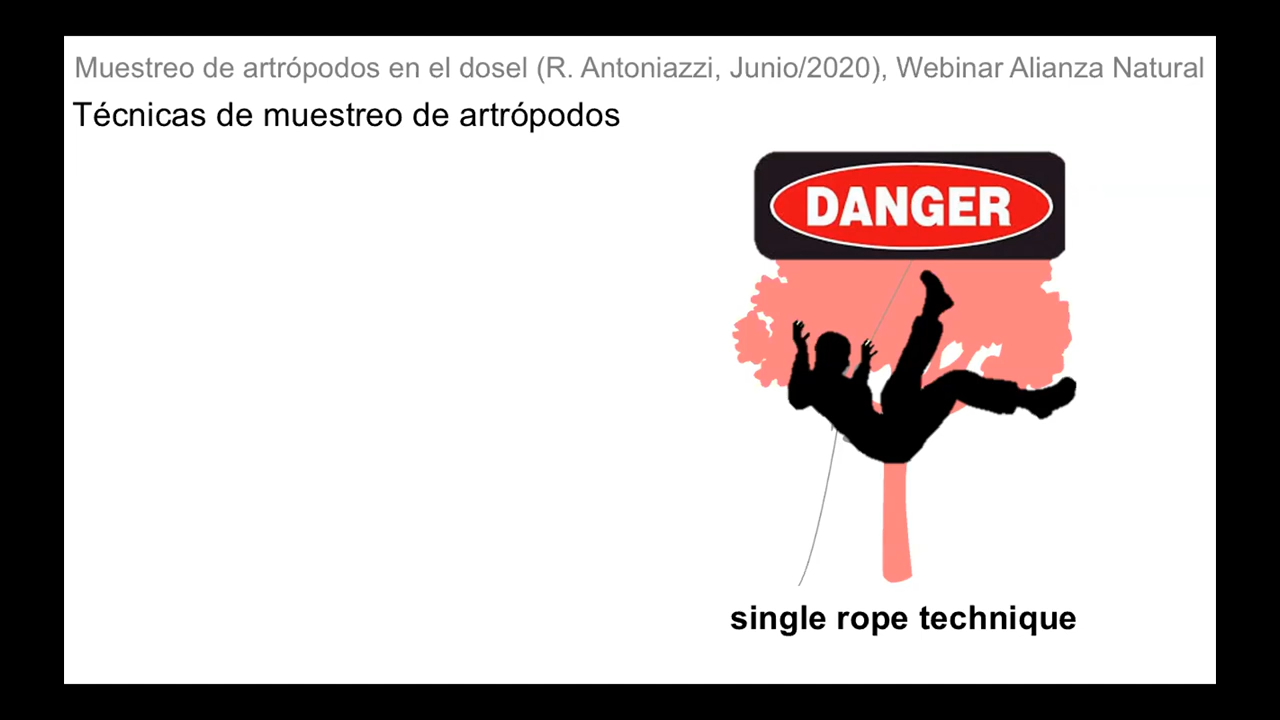 Muestreo de artrópodos en el dosel (R. Antoniazzi, Junio/2020), Webinar Alianza Natural
Técnicas de muestreo de artrópodos
DANGER
single rope technique